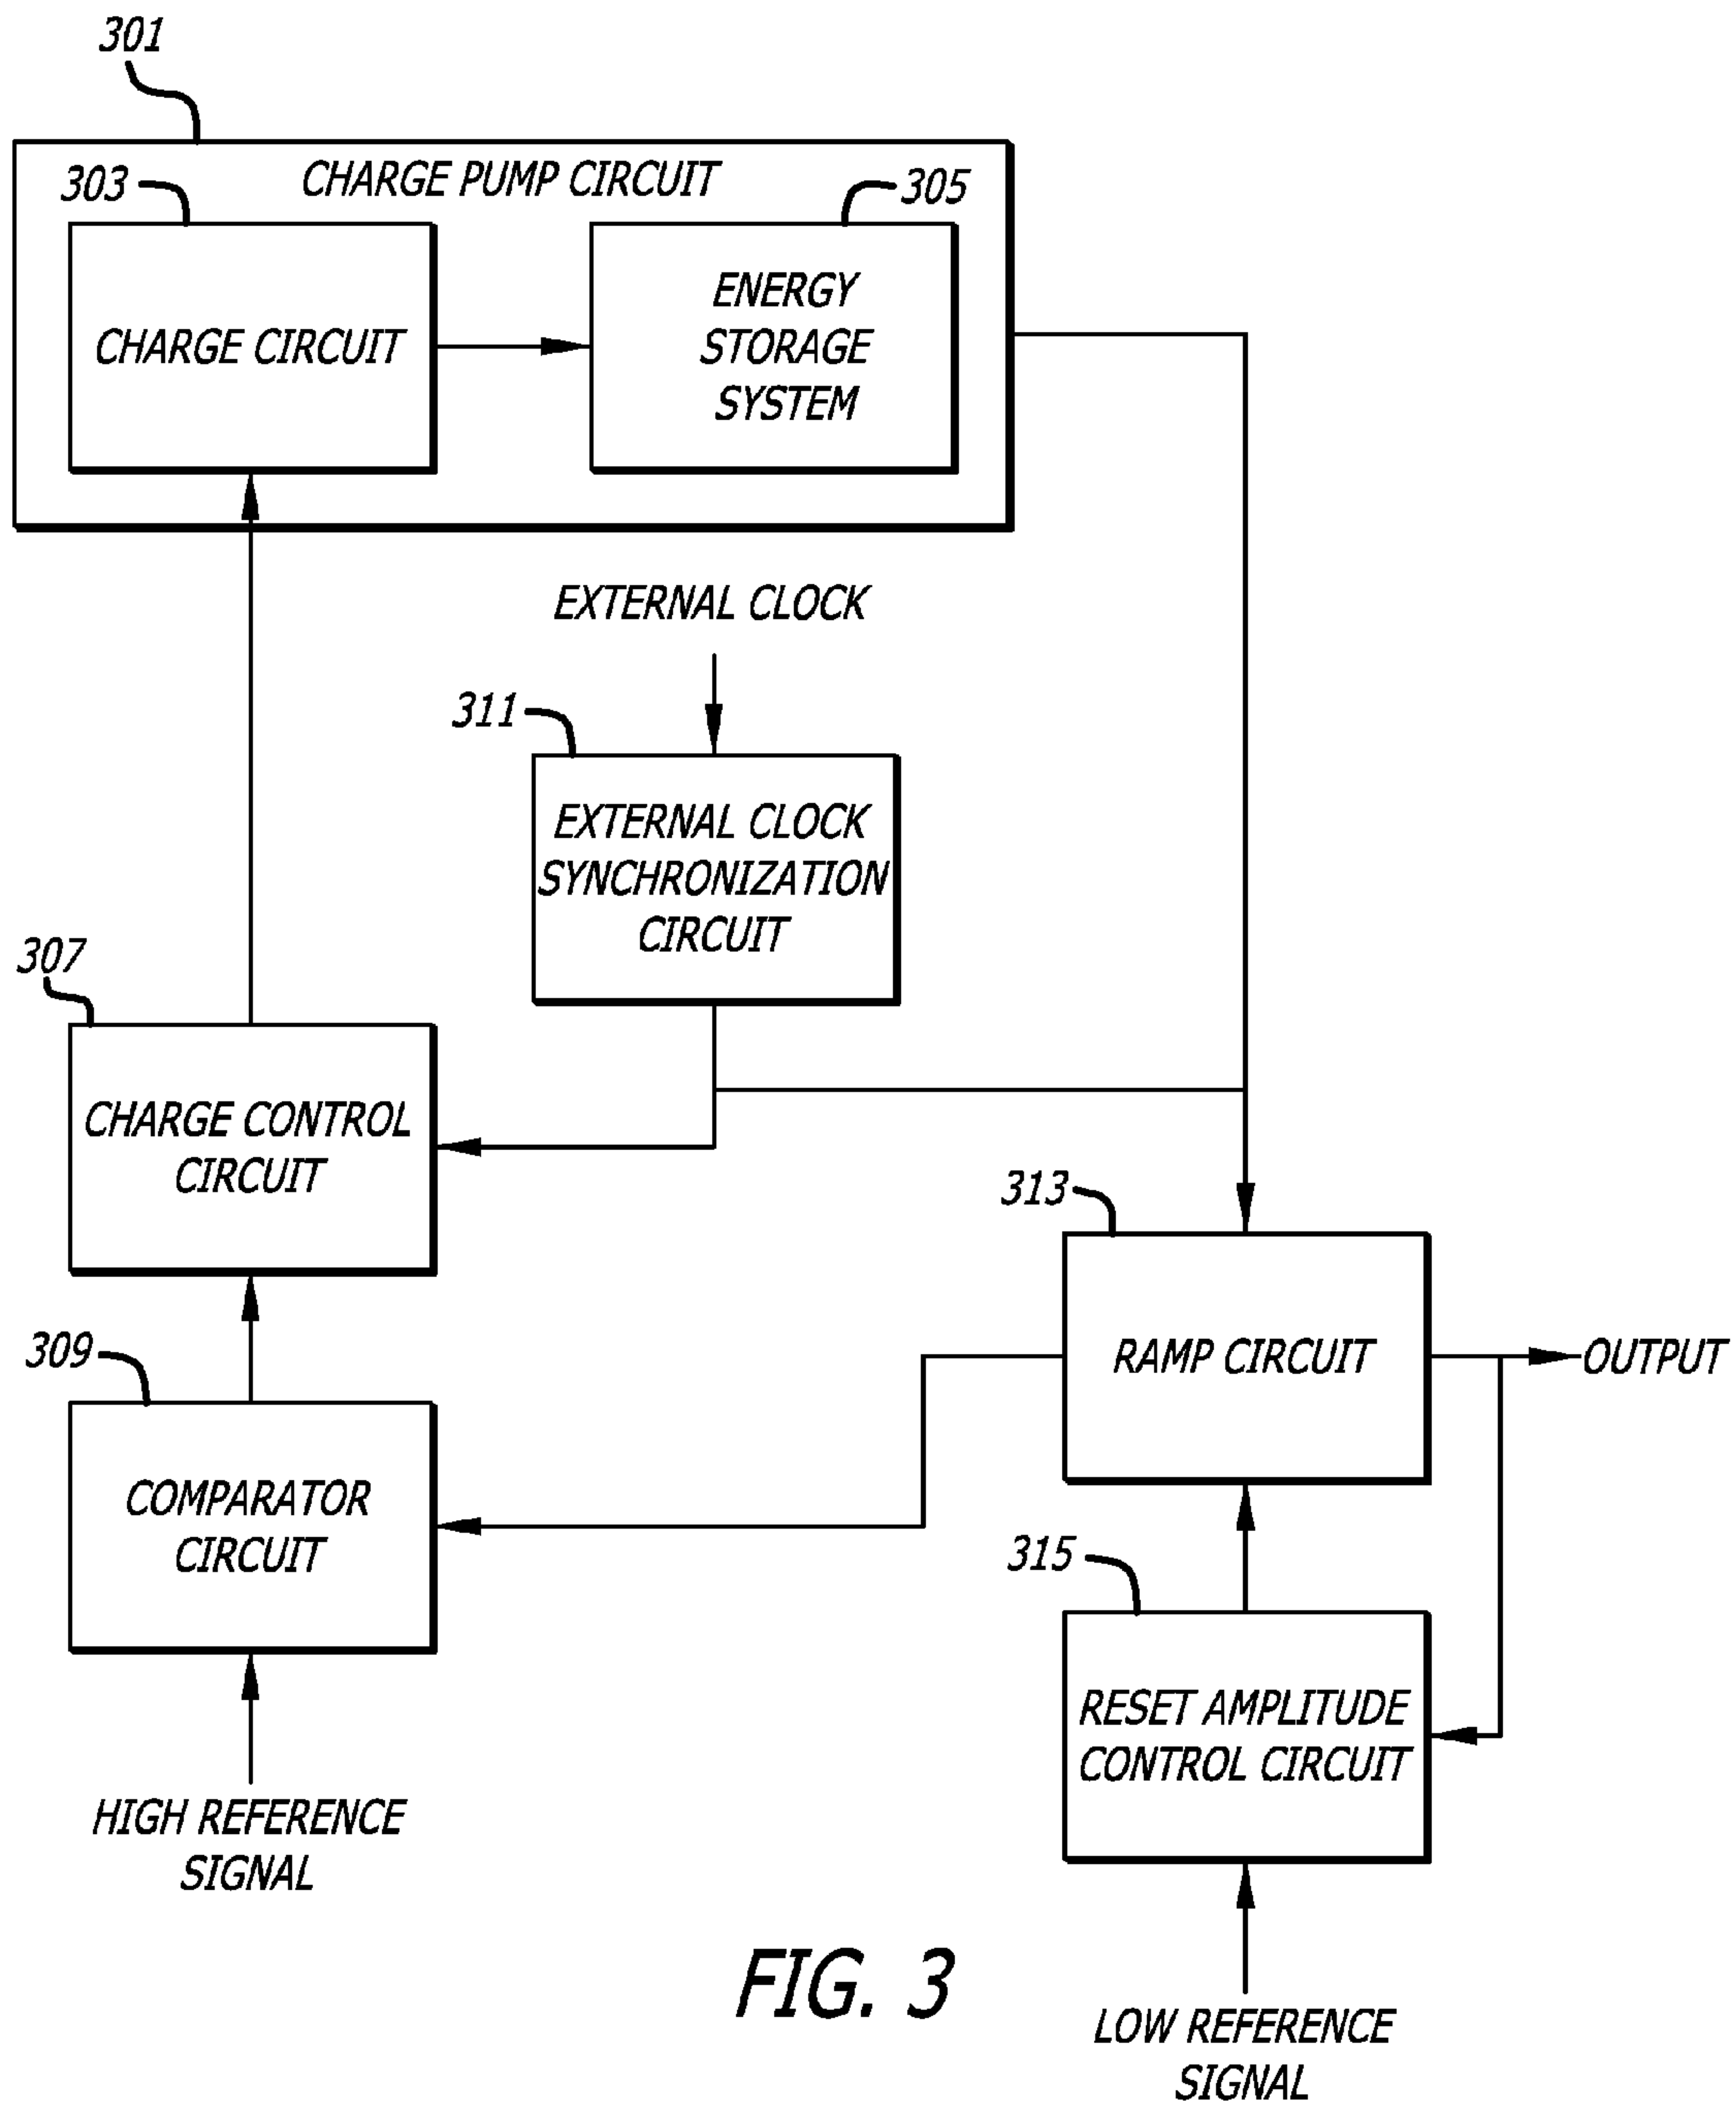 301
CHARGE PUMP CIRCUIT
303
305
CHARGE CIRCUIT
ENERGY
STORAGE
SYSTEM
EXTERNAL CLOCK
311
EXTERNAL CLOCK
SYNCHRONIZATION
CIRCUIT
307
CHARGE CONTROL
CIRCUIT
313
RAMP CIRCUIT
OUTPUT
309
COMPARATOR
CIRCUIT
315
RESET AMPLITUDE
CONTROL CIRCUIT
HIGH REFERENCE
SIGNAL
LOW REFERENCE
SIGNAL
FIG. 3